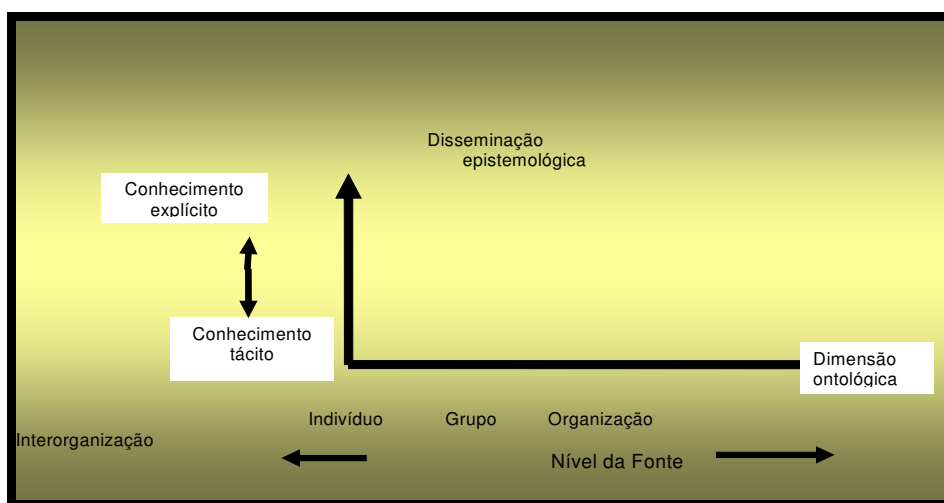 Disseminação
epistemológica
Conhecimento
explícito
Conhecimento
tácito
Dimensão
ontológica
Indivíduo Grupo Organização
Interorganização
Nível da Fonte